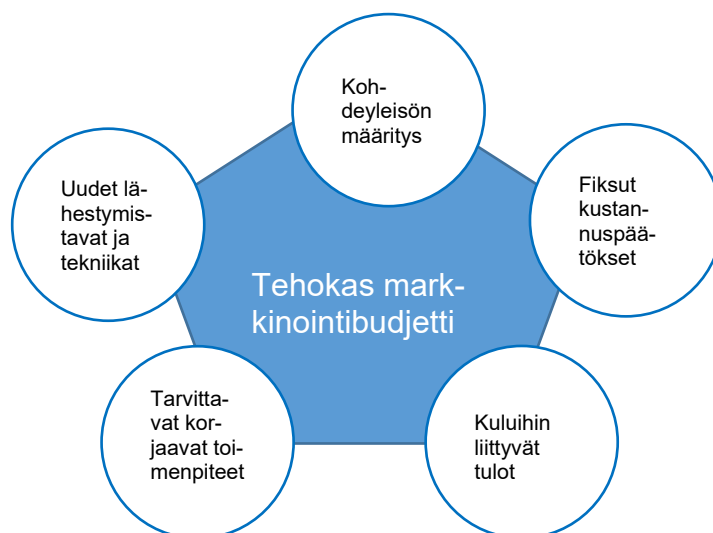 Koh-
deyleisön
määritys
Fiksut
kustan-
nuspää-
tökset
Kuluihin
liittyvät
tulot
Tarvitta-
vat kor-
jaavat toi-
menpiteet
Uudet lä-
hestymis-
tavat ja
tekniikat
Tehokas mark-
kinointibudjetti